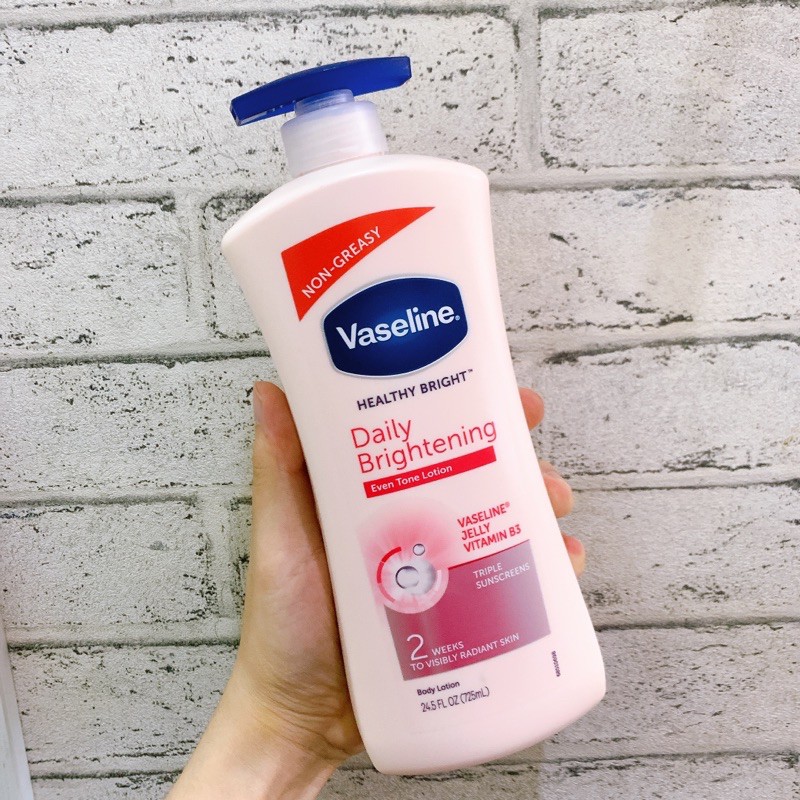 NON-GREASY
Vaseline®
HEALTHY BRIGHT™
Daily
Brightening
Even Tone Lotion
VASELINE®
JELLY
VITAMIN B3
TRIPLE
SUNSCREENS
2 WEEKS
TO VISIBLY RADIANT SKIN
Body Lotion
24.5 FL OZ (725mL)